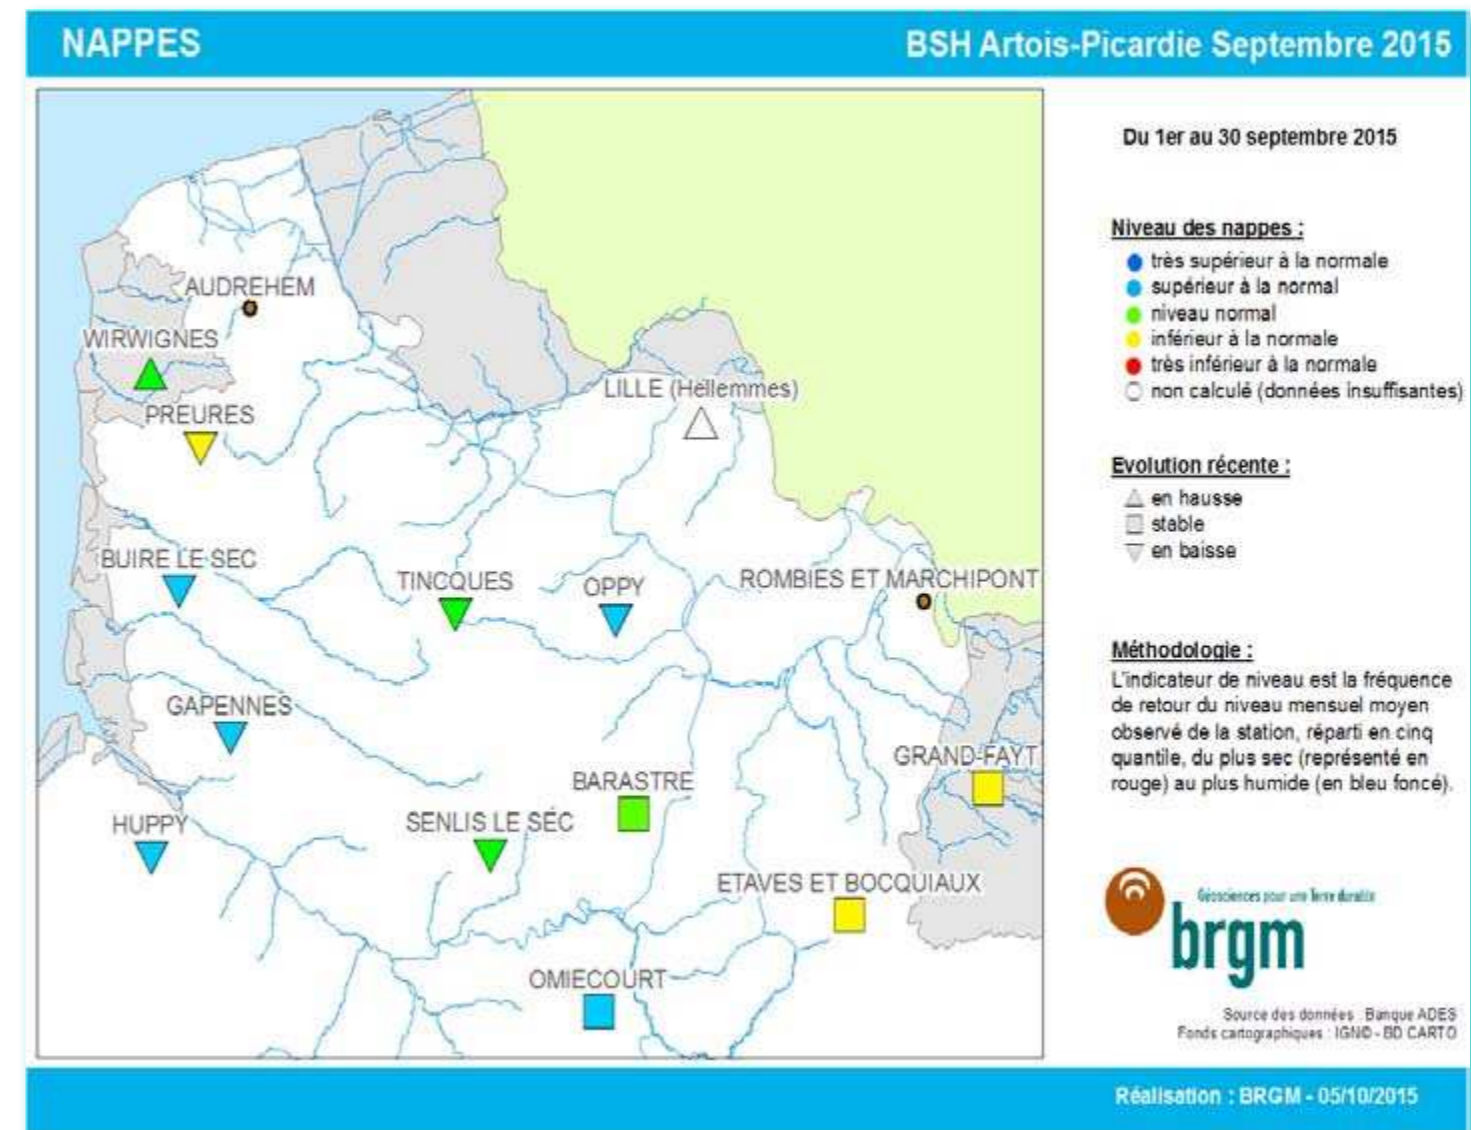 NAPPES
BSH Artois-Picardie Septembre 2015
Du 1er au 30 septembre 2015
Niveau des nappes :
très supérieur à la normale
supérieur à la normal
niveau normal
inférieur à la normale
très inférieur à la normale
non calculé (données insuffisantes)
Evolution récente :
en hausse
stable
en baisse
Méthodologie :
L'indicateur de niveau est la fréquence
de retour du niveau mensuel moyen
observé de la station, réparti en cinq
quantile, du plus sec (représenté en
rouge) au plus humide (en bleu foncé).
AUDREHEM
WIRWIGNES
LILLE (Hellemmes)
PREURES
BUIRE LE SEC
TINCQUES
OPPY
ROMBIES ET MARCHIPONT
GAPENNES
GRAND-FAYT
BARASTRE
HUPPY
SENLIS LE SEC
ETAVES ET BOCQUIAUX
OMIECOURT
Géosciences pour une Terre durable
brgm
Source des données : Banque ADES
Fonds cartographiques : IGN© - BD CARTO
Réalisation : BRGM - 05/10/2015